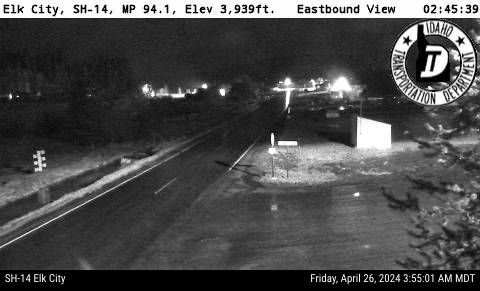 Elk City, SH-14, MP 94.1, Elev 3,939ft. Eastbound View 02:45:39
IDAHO
TRANSPORTATION DEPARTMENT
SH-14 Elk City Friday, April 26, 2024 3:55:01 AM MDT